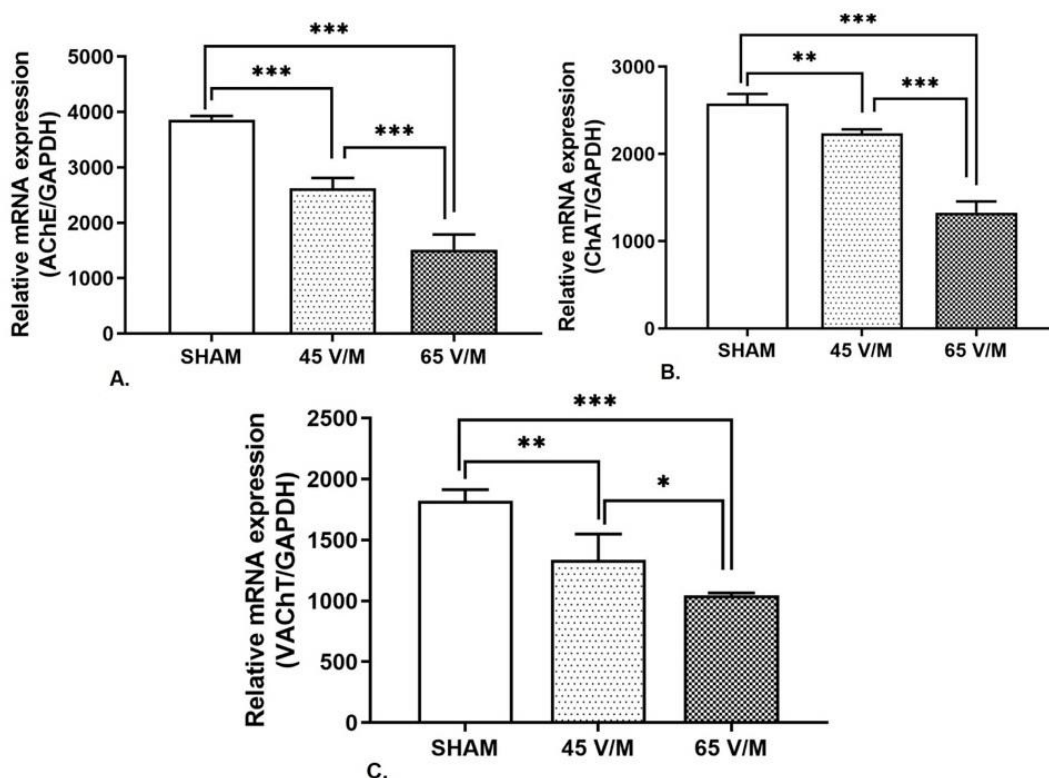 ***
5000
***
4000
***
3000
2000
1000
0
Relative mRNA expression
(AChE/GAPDH)
SHAM 45 V/M 65 V/M
A.
***
3000
**
***
2000
1000
0
Relative mRNA expression
(ChAT/GAPDH)
SHAM 45 V/M 65 V/M
B.
2500
***
**
2000
*
1500
1000
500
0
Relative mRNA expression
(VAChT/GAPDH)
SHAM 45 V/M 65 V/M
C.